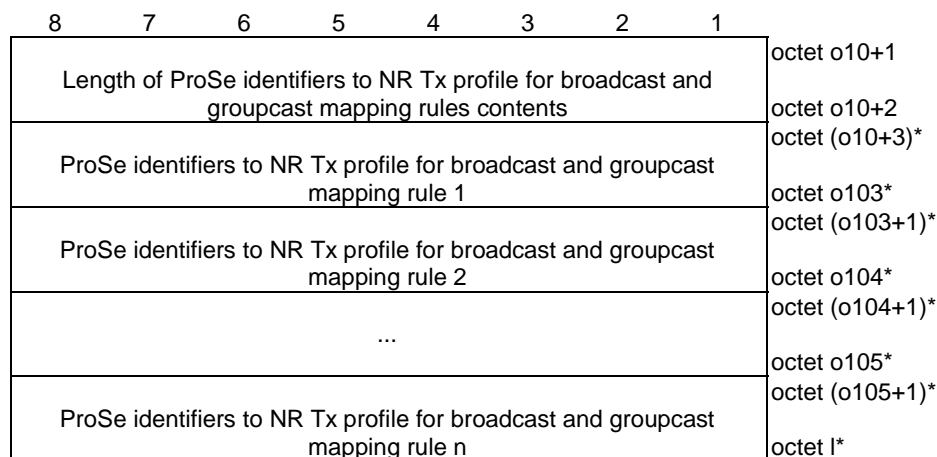 8 7 6 5 4 3 2 1
octet o10+1
Length of ProSe identifiers to NR Tx profile for broadcast and
groupcast mapping rules contents
octet o10+2
octet (o10+3)*
ProSe identifiers to NR Tx profile for broadcast and groupcast
mapping rule 1
octet o103*
octet (o103+1)*
ProSe identifiers to NR Tx profile for broadcast and groupcast
mapping rule 2
octet o104*
octet (o104+1)*
...
octet o105*
octet (o105+1)*
ProSe identifiers to NR Tx profile for broadcast and groupcast
mapping rule n
octet l*